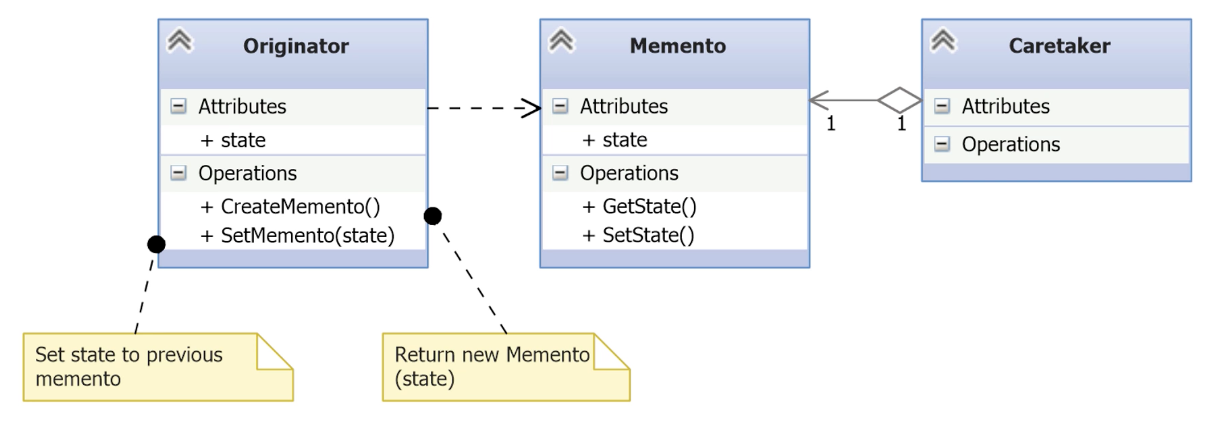 Originator
Attributes
+ state
Operations
+ CreateMemento()
+ SetMemento(state)
Memento
Attributes
+ state
Operations
+ GetState()
+ SetState()
1
1
Caretaker
Attributes
Operations
Set state to previous
memento
Return new Memento
(state)